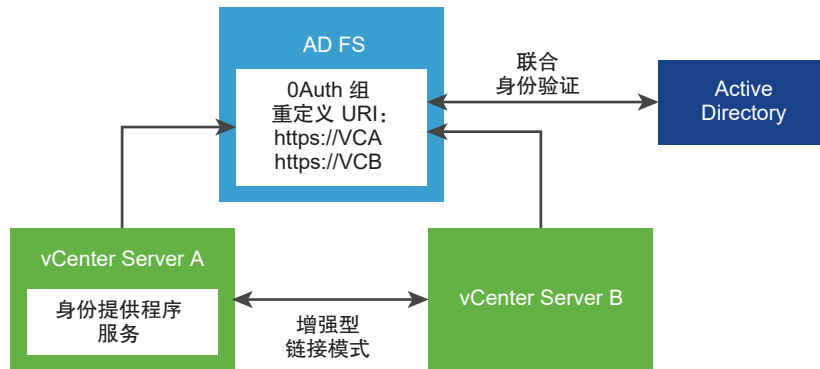 AD FS
0Auth 组
重定义 URI：
https://VCA
https://VCB
联合
身份验证
Active
Directory
vCenter Server A
身份提供程序
服务
增强型
链接模式
vCenter Server B